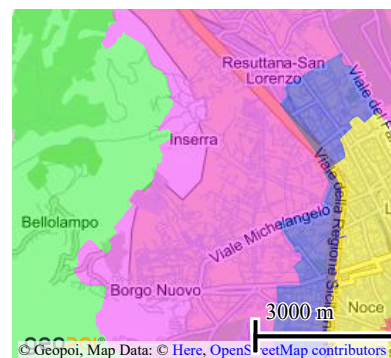 Resuttana-San
Lorenzo
Viale del
Inserra
Viale della Regione Sicilian
Bellolampo
Viale Michelangelo
Borgo Nuovo
3000 m
Noce
© Geopoi, Map Data: © Here, OpenStreetMap contributors